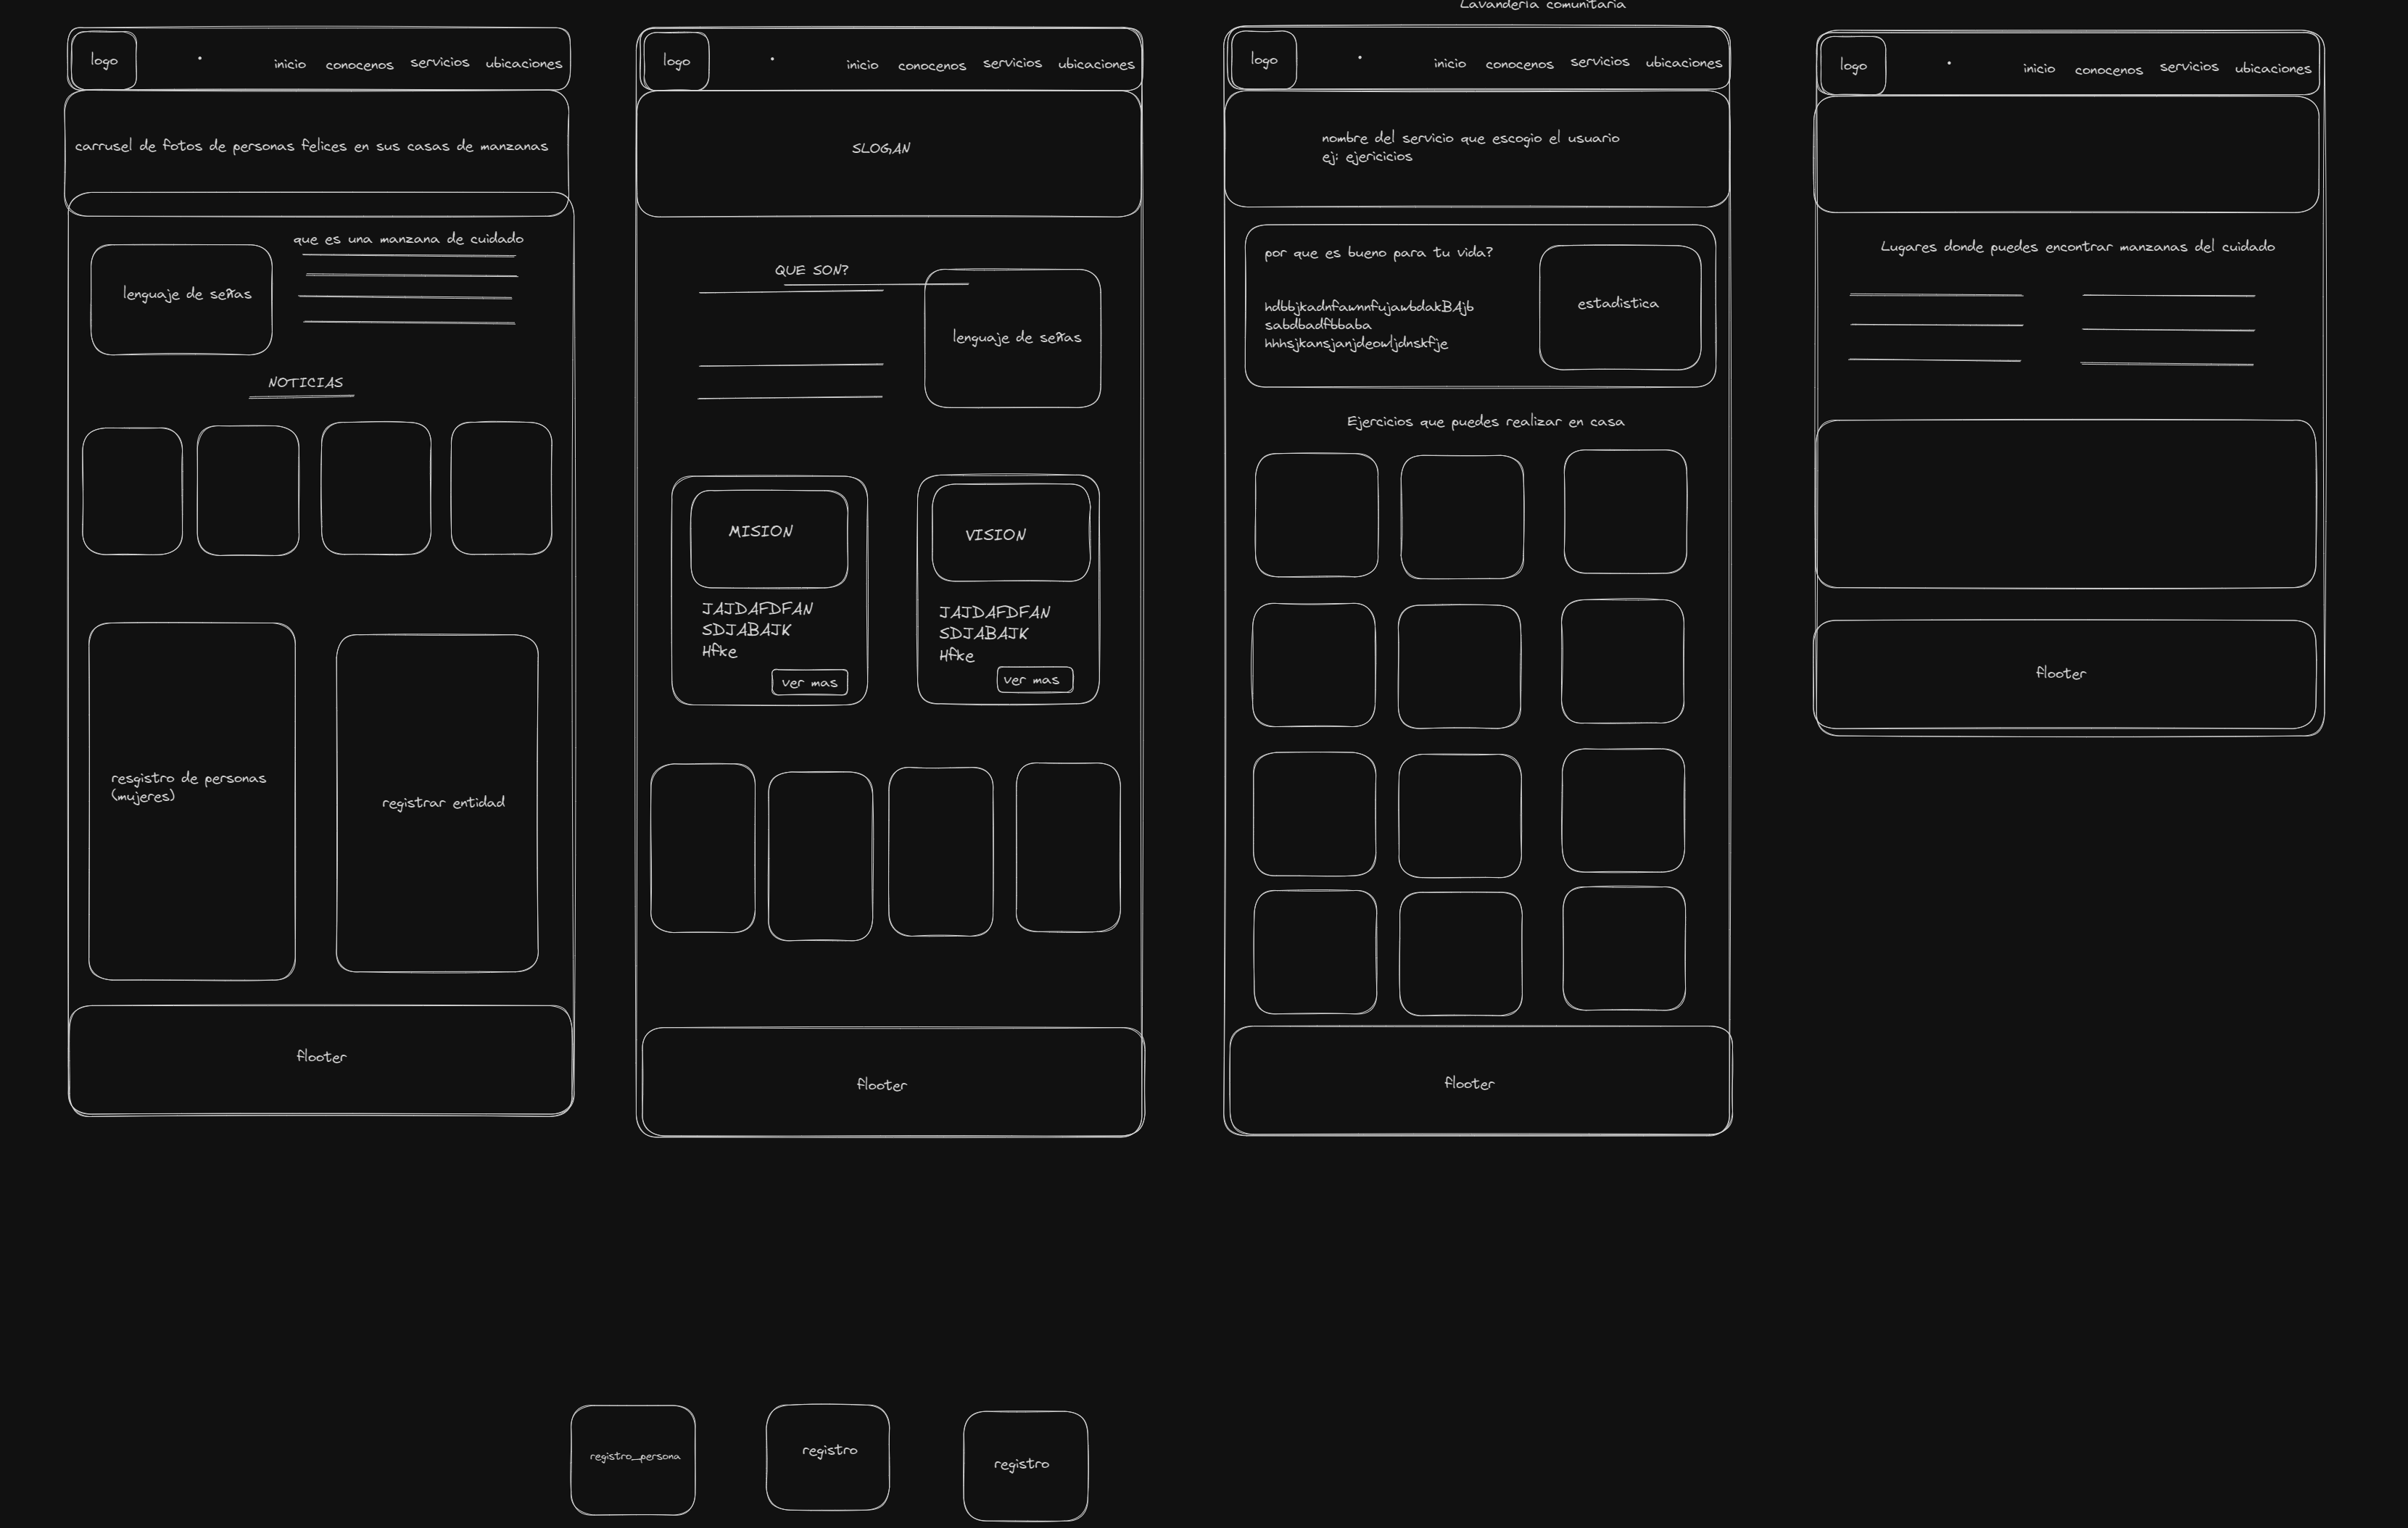 Lavandería comunitaria
logo
inicio
conocenos
servicios
ubicaciones
carrusel de fotos de personas felices en sus casas de manzanas
que es una manzana de cuidado
lenguaje de señas
NOTICIAS
resgistro de personas
(mujeres)
registrar entidad
flooter
logo
inicio
conocenos
servicios
ubicaciones
SLOGAN
QUE SON?
lenguaje de señas
MISION
JAJDAFDFAN
SDJABAJK
Hfke
ver mas
VISION
JAJDAFDFAN
SDJABAJK
Hfke
ver mas
flooter
logo
inicio
conocenos
servicios
ubicaciones
nombre del servicio que escogio el usuario
ej: ejericicios
por que es bueno para tu vida?
hdbbjkadnfawnnfujawbdakBAjb
sabdbadfbbaba
hhhsjkansjanjdeowljdnskfje
estadistica
Ejercicios que puedes realizar en casa
flooter
logo
inicio
conocenos
servicios
ubicaciones
Lugares donde puedes encontrar manzanas del cuidado
flooter
registro_persona
registro
registro